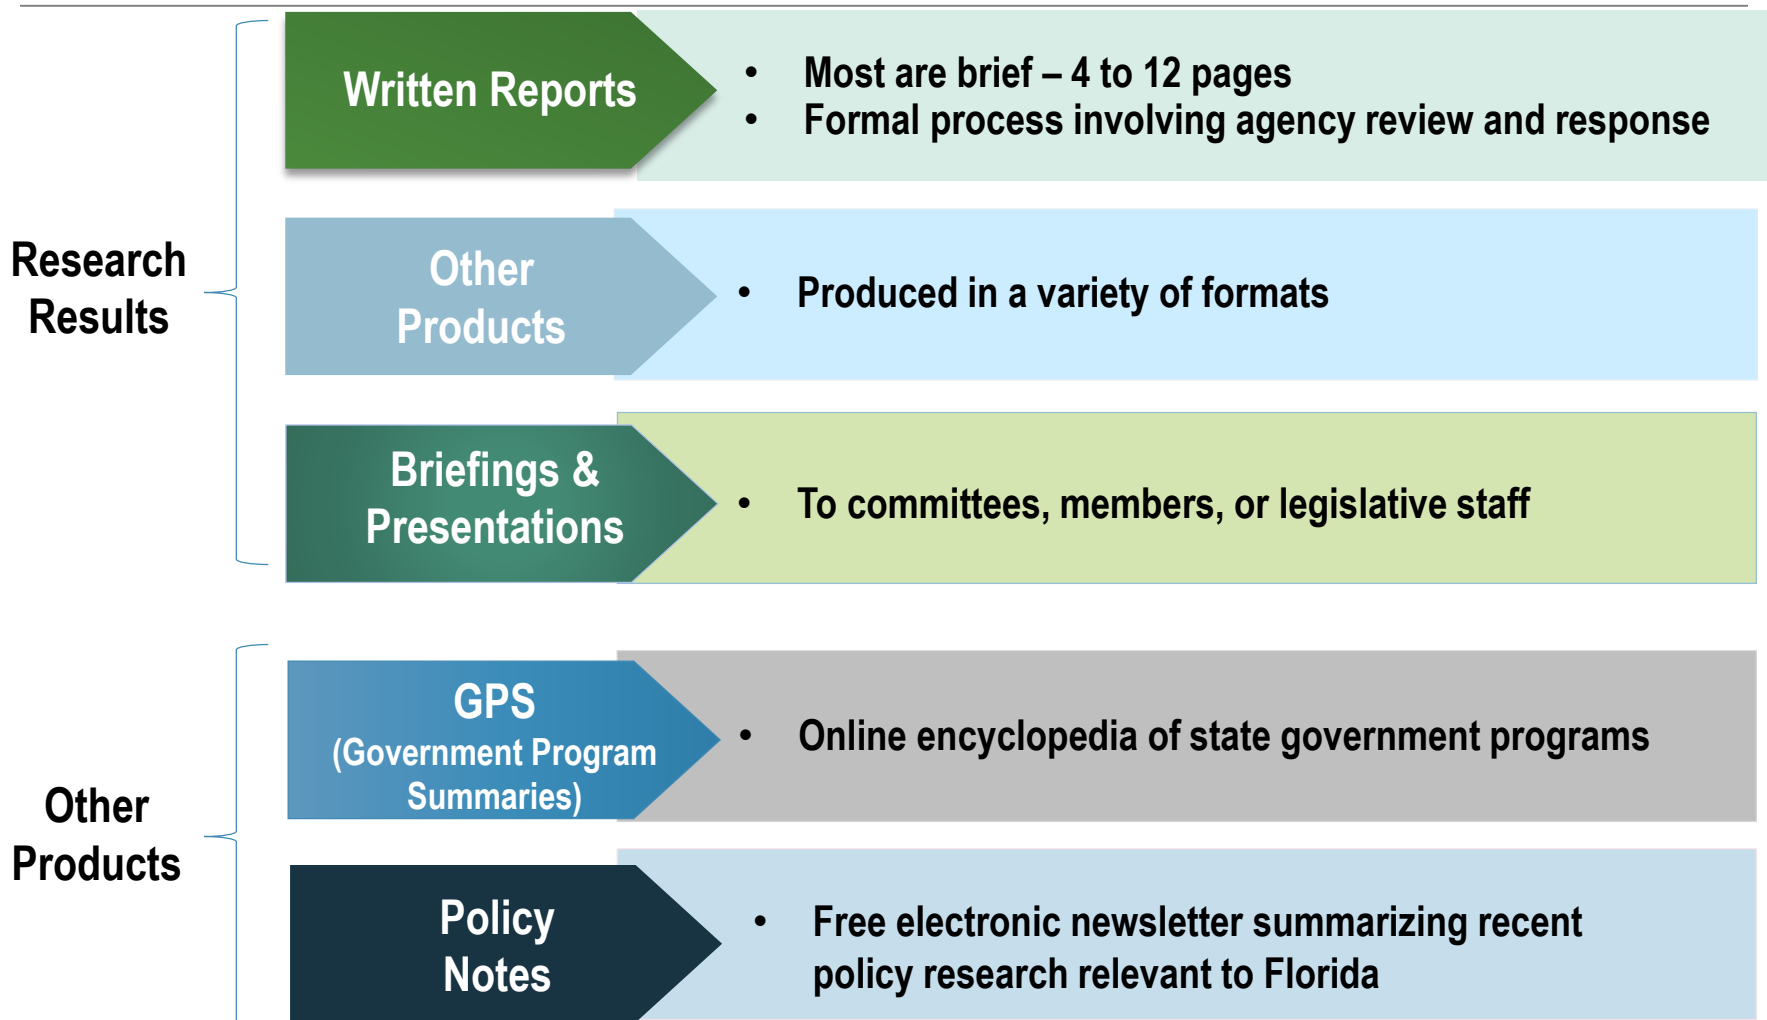 Research
Results
Written Reports
• Most are brief – 4 to 12 pages
• Formal process involving agency review and response
Other
Products
• Produced in a variety of formats
Briefings &
Presentations
• To committees, members, or legislative staff
Other
Products
GPS
(Government Program
Summaries)
• Online encyclopedia of state government programs
Policy
Notes
• Free electronic newsletter summarizing recent
policy research relevant to Florida